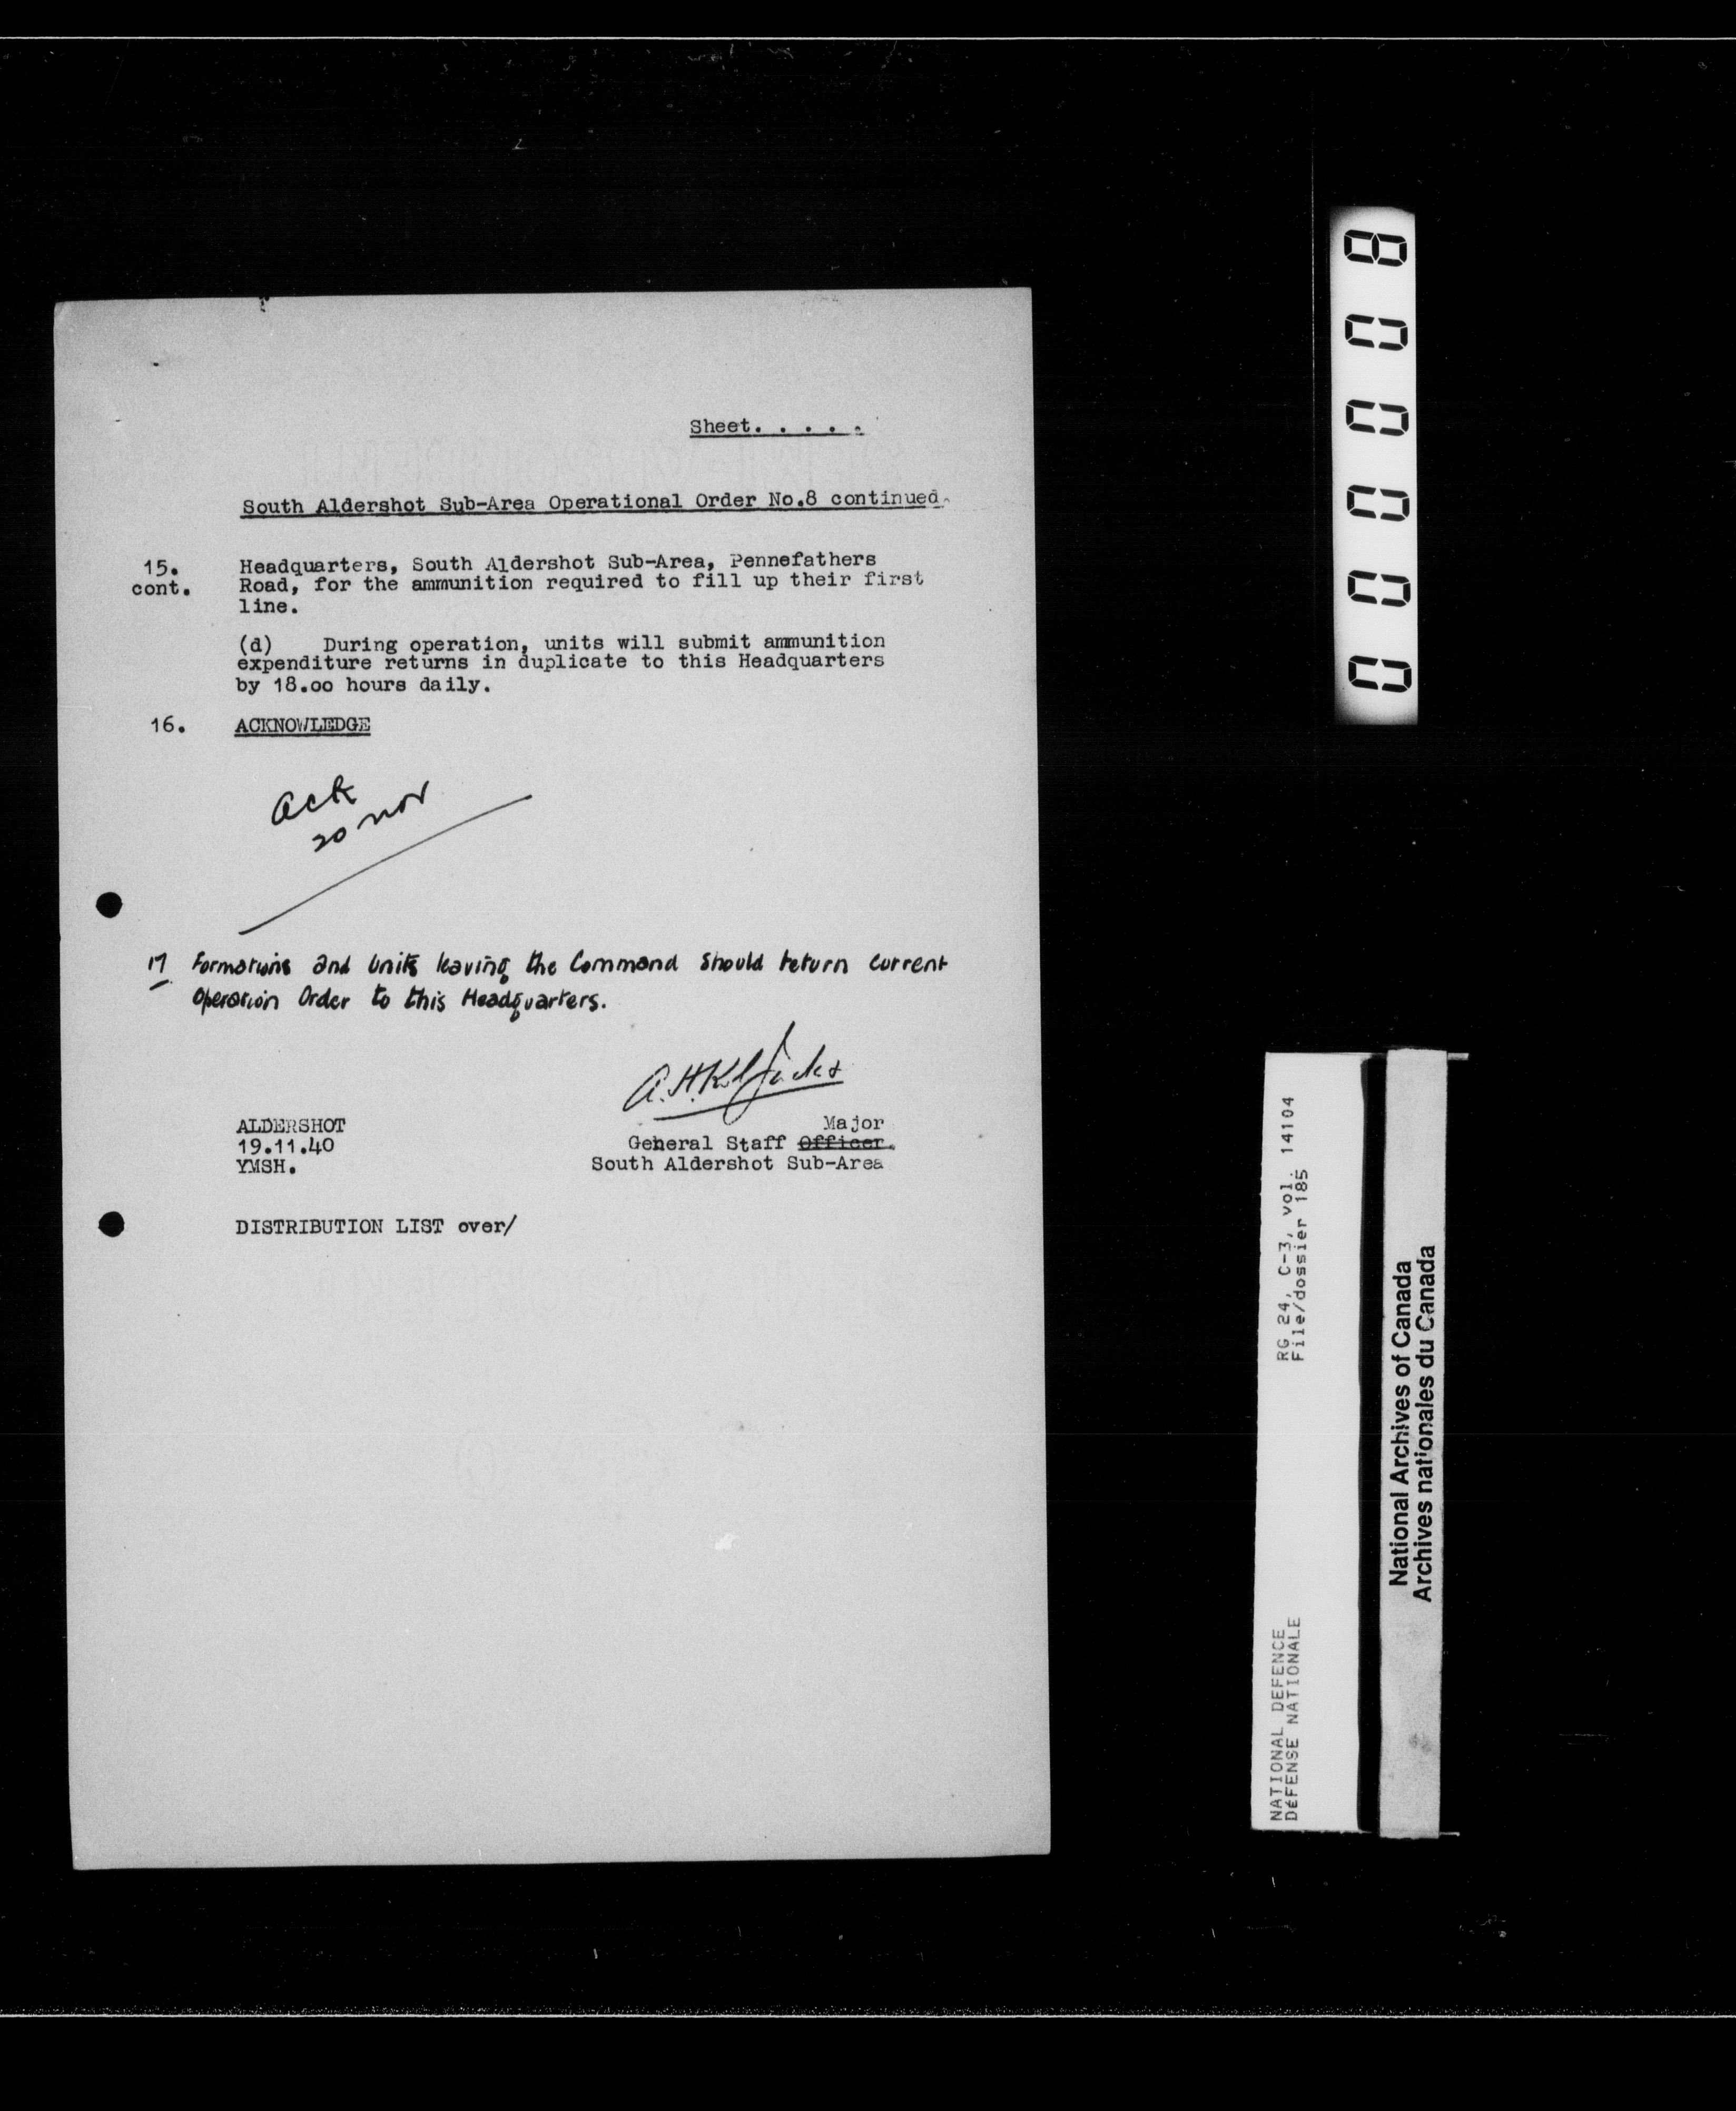 Sheet. . . . .
South Aldershot Sub-Area Operational Order No.8 continued.
15. Headquarters, South Aldershot Sub-Area, Pennefathers
cont. Road, for the ammunition required to fill up their first
line.
(d) During operation, units will submit ammunition
expenditure returns in duplicate to this Headquarters
by 18.oo hours daily.
16. ACKNOWLEDGE
Ack
20 nov
17 Formations and Units leaving the Command should return current
Operation Order to this Headquarters.
A.H.K.
ALDERSHOT Major
19.11.40 General Staff Officer.
YMSH. South Aldershot Sub-Area
DISTRIBUTION LIST over/
000008
RG 24, C-3, vol. 14104
File/dossier 185
NATIONAL DEFENCE
DÉFENSE NATIONALE
National Archives of Canada
Archives nationales du Canada